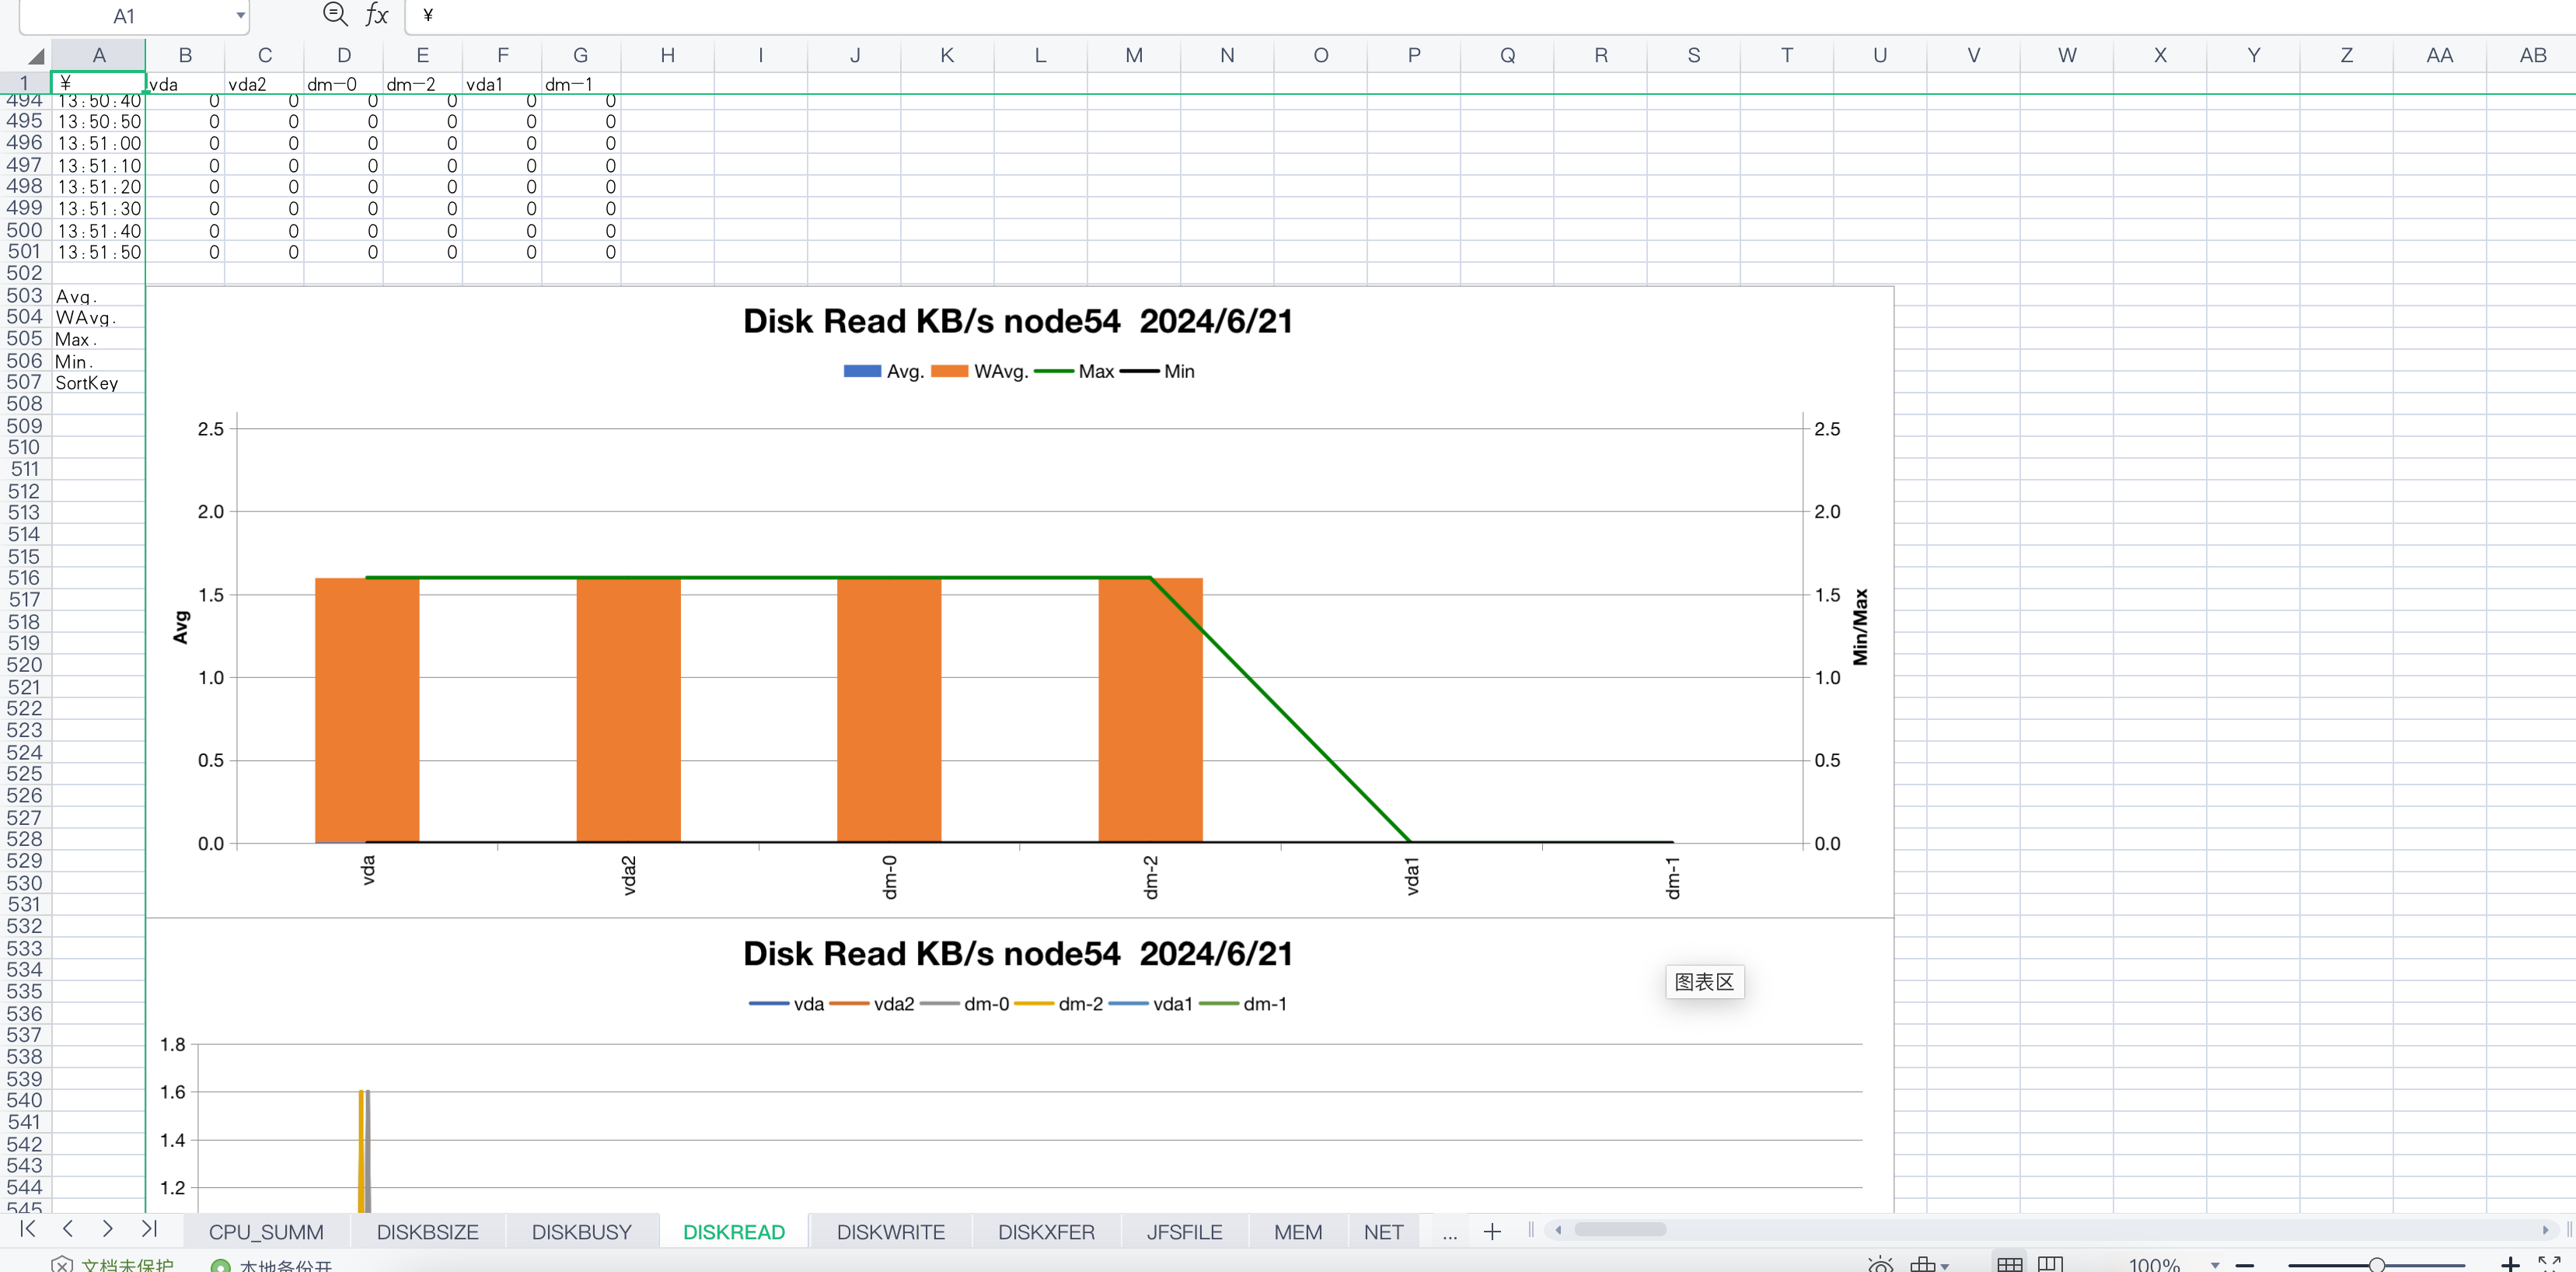 A1 fx ¥
A B C D E F G H I J K L M N O P Q R S T U V W X Y Z AA AB
1 ¥ vda vda2 dm-0 dm-2 vda1 dm-1
494 13:50:40 0 0 0 0 0 0
495 13:50:50 0 0 0 0 0 0
496 13:51:00 0 0 0 0 0 0
497 13:51:10 0 0 0 0 0 0
498 13:51:20 0 0 0 0 0 0
499 13:51:30 0 0 0 0 0 0
500 13:51:40 0 0 0 0 0 0
501 13:51:50 0 0 0 0 0 0
502
503 Avg.
504 WAvg.
505 Max.
506 Min.
507 SortKey
508
509
510
511
512
513
514
515
516
517
518
519
520
521
522
523
524
525
526
527
528
529
530
531
532
533
534
535
536
537
538
539
540
541
542
543
544
545
Disk Read KB/s node54 2024/6/21
Avg. WAvg. Max Min
2.5 2.5
2.0 2.0
1.5 1.5
1.0 1.0
0.5 0.5
0.0 0.0
Avg
Min/Max
vda vda2 dm-0 dm-2 vda1 dm-1
Disk Read KB/s node54 2024/6/21
图表区
vda vda2 dm-0 dm-2 vda1 dm-1
1.8
1.6
1.4
1.2
CPU_SUMM DISKBSIZE DISKBUSY DISKREAD DISKWRITE DISKXFER JFSFILE MEM NET ... +
文档未保护 本地备份开 100%